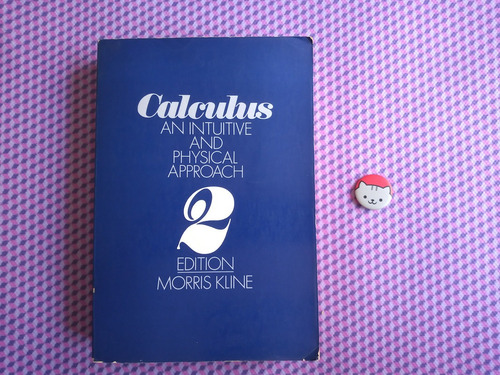 Calculus
AN INTUITIVE
AND
PHYSICAL
APPROACH
2
EDITION
MORRIS KLINE